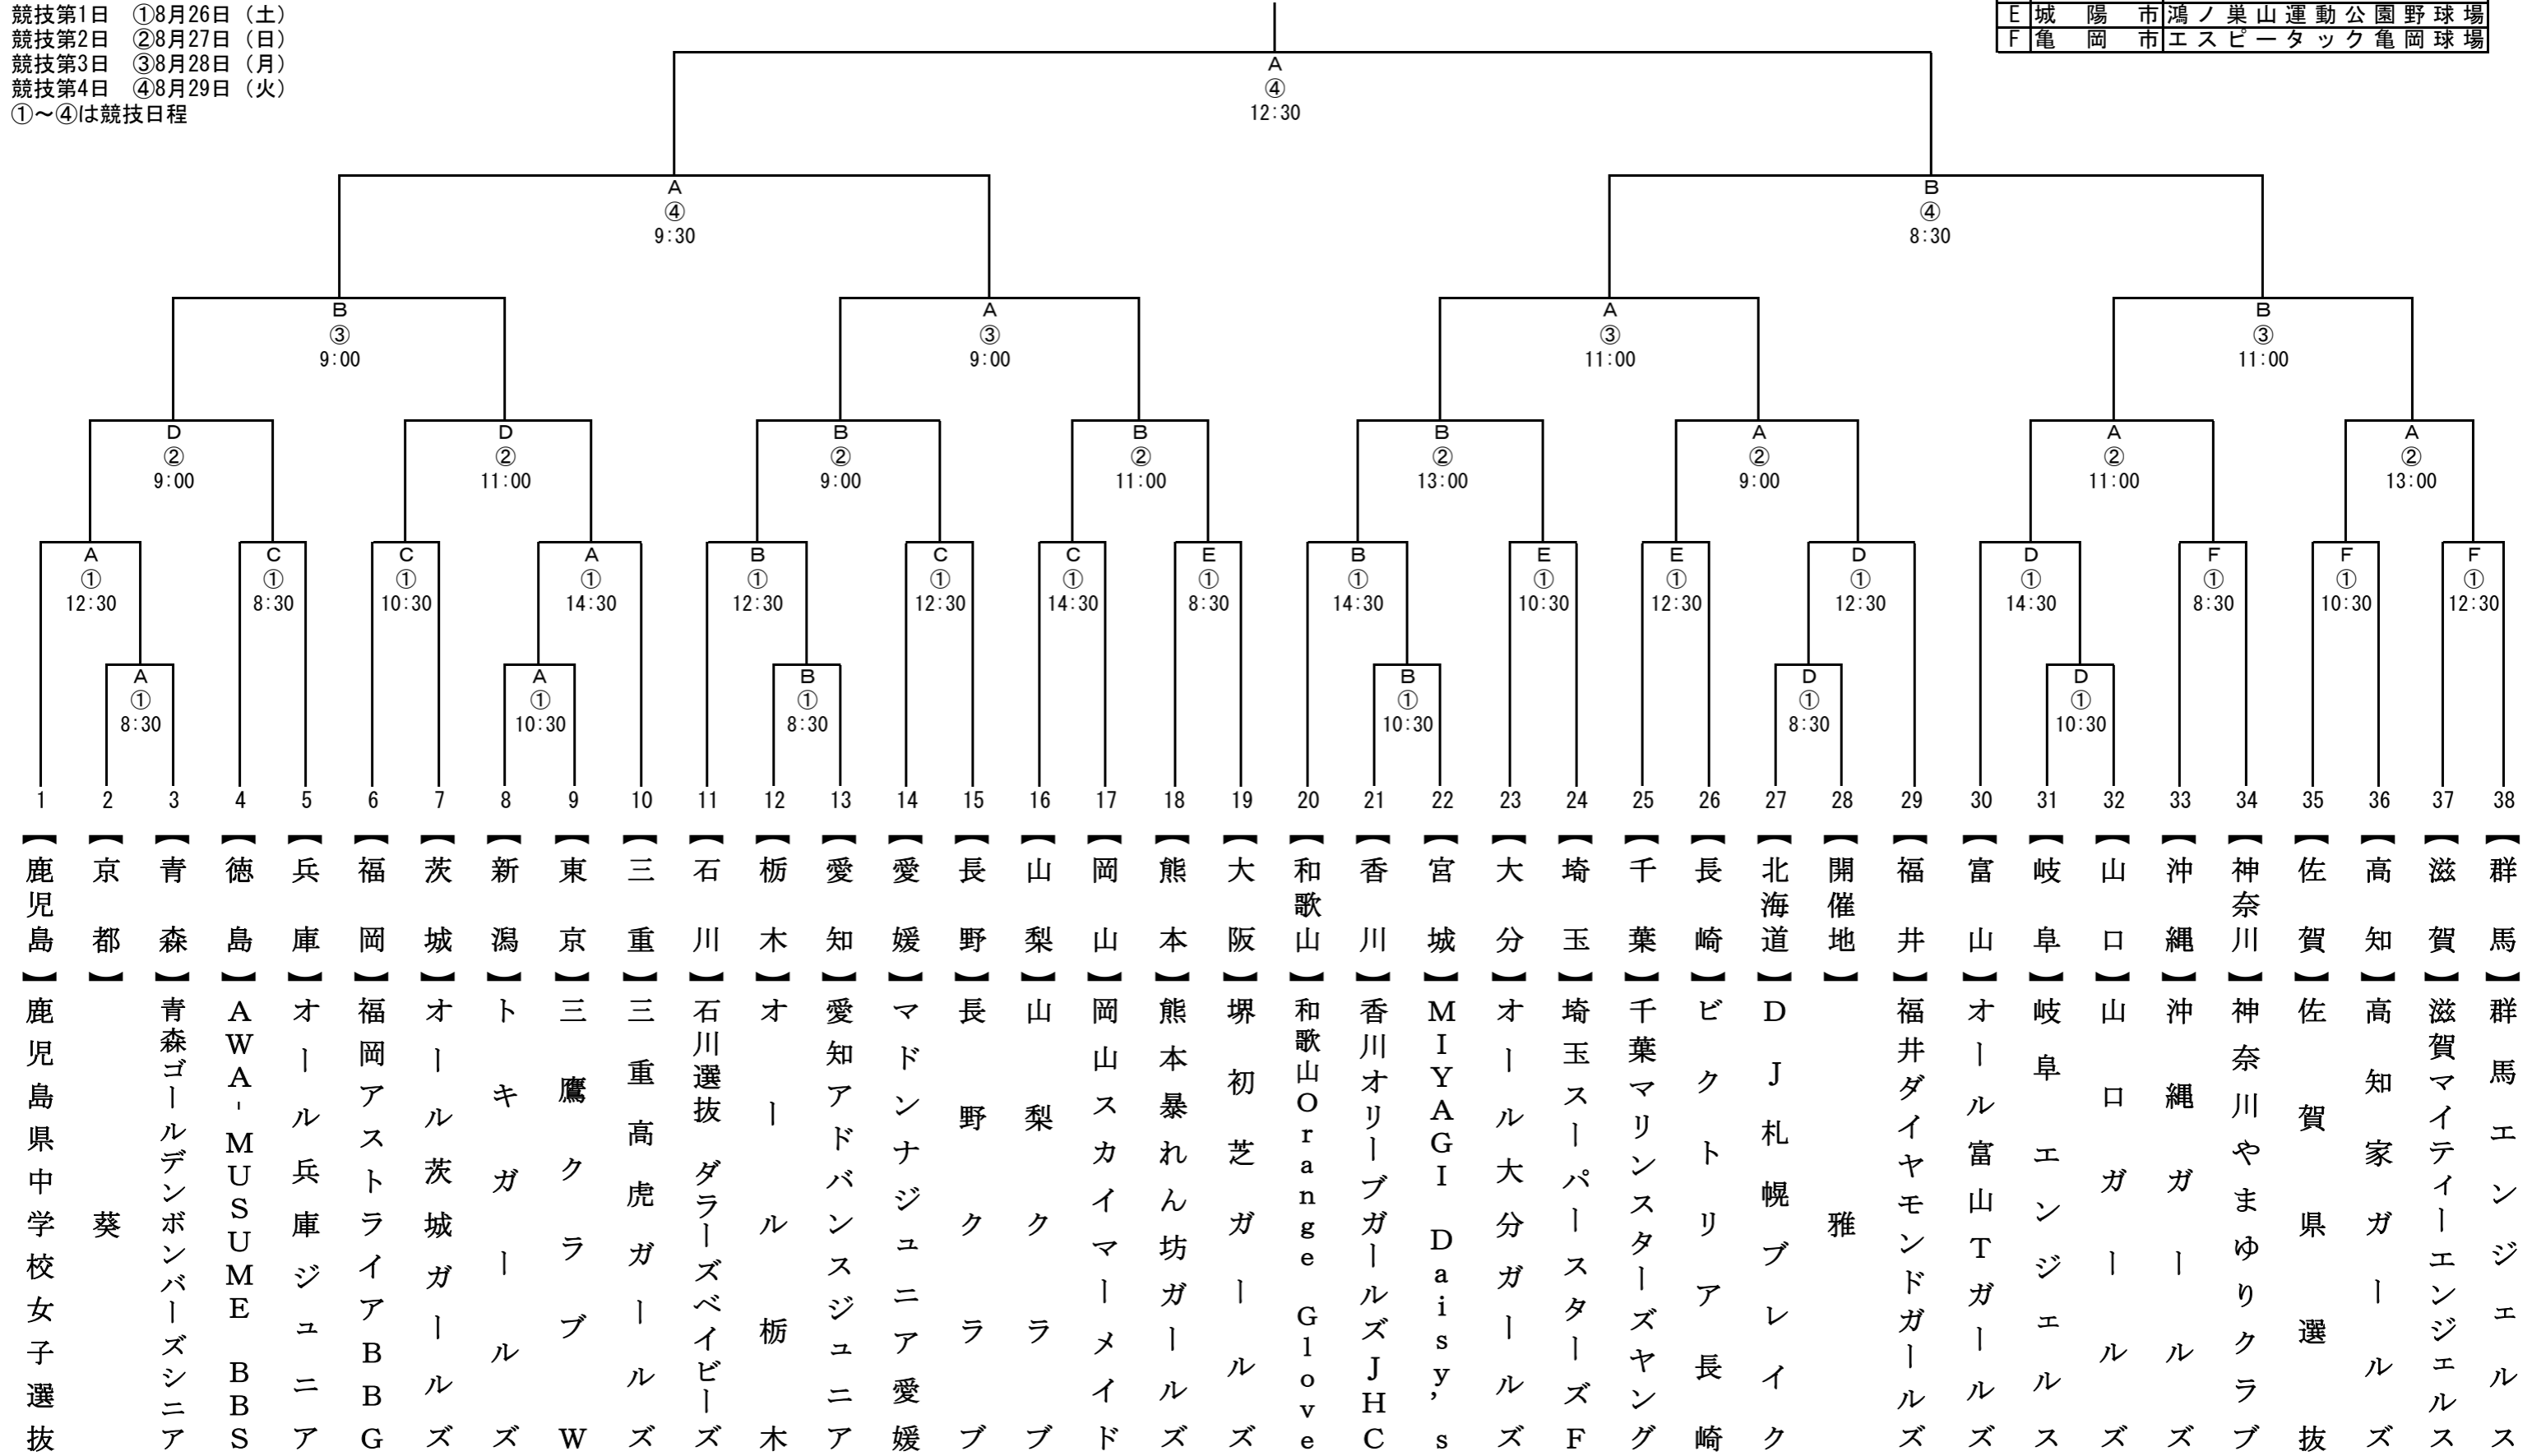 競技第1日　①8月26日（土）
競技第2日　②8月27日（日）
競技第3日　③8月28日（月）
競技第4日　④8月29日（火）
①～④は競技日程
E 城陽市 鴻ノ巣山運動公園野球場
F 亀岡市 エスピータック亀岡球場
A ④ 12:30
A ④ 9:30
B ④ 8:30
B ③ 9:00
A ③ 9:00
A ③ 11:00
B ③ 11:00
D ② 9:00
D ② 11:00
B ② 9:00
B ② 11:00
B ② 13:00
A ② 9:00
A ② 11:00
A ② 13:00
A ① 12:30
C ① 8:30
C ① 10:30
A ① 14:30
B ① 12:30
C ① 12:30
C ① 14:30
E ① 8:30
B ① 14:30
E ① 10:30
E ① 12:30
D ① 12:30
D ① 14:30
F ① 8:30
F ① 10:30
F ① 12:30
A ① 8:30
A ① 10:30
B ① 8:30
B ① 10:30
D ① 8:30
D ① 10:30
1 【鹿児島】鹿児島県中学校女子選抜
2 【京都】葵
3 【青森】青森ゴールデンボンバーズシニア
4 【徳島】AWA-MUSUME BBS
5 【兵庫】オール兵庫ジュニア
6 【福岡】福岡アストライアBBG
7 【茨城】オール茨城ガールズ
8 【新潟】トキガールズ
9 【東京】三鷹クラブW
10 【三重】三重高虎ガールズ
11 【石川】石川選抜 ダラーズベイビーズ
12 【栃木】オール栃木
13 【愛知】愛知アドバンスジュニア
14 【愛媛】マドンナジュニア愛媛
15 【長野】長野クラブ
16 【山梨】山梨クラブ
17 【岡山】岡山スカイマーメイド
18 【熊本】熊本暴れん坊ガールズ
19 【大阪】堺初芝ガールズ
20 【和歌山】和歌山Orange Glove
21 【香川】香川オリーブガールズJHC
22 【宮城】MIYAGI Daisy’s
23 【大分】オール大分ガールズ
24 【埼玉】埼玉スーパースターズF
25 【千葉】千葉マリンスターズヤング
26 【長崎】ビクトリア長崎
27 【北海道】DJ札幌ブレイク
28 【開催地】雅
29 【福井】福井ダイヤモンドガールズ
30 【富山】オール富山Tガールズ
31 【岐阜】岐阜エンジェルス
32 【山口】山口ガールズ
33 【沖縄】沖縄ガールズ
34 【神奈川】神奈川やまゆりクラブ
35 【佐賀】佐賀県選抜
36 【高知】高知家ガールズ
37 【滋賀】滋賀マイティーエンジェルス
38 【群馬】群馬エンジェルス